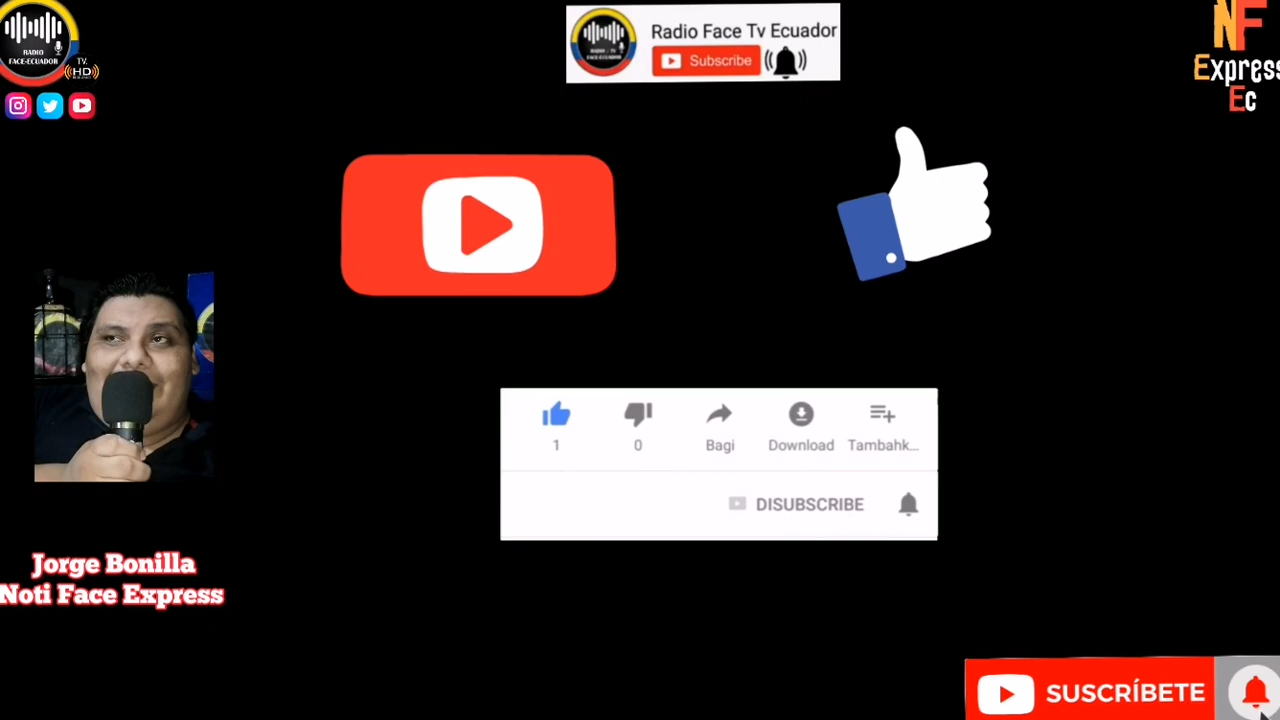 RADIO
FACE-ECUADOR
TV.
HD
Radio Face Tv Ecuador
Subscribe
NF
Express
Ec
1
0
Bagi
Download
Tambahk...
DISUBSCRIBE
Jorge Bonilla
Noti Face Express
SUSCRÍBETE